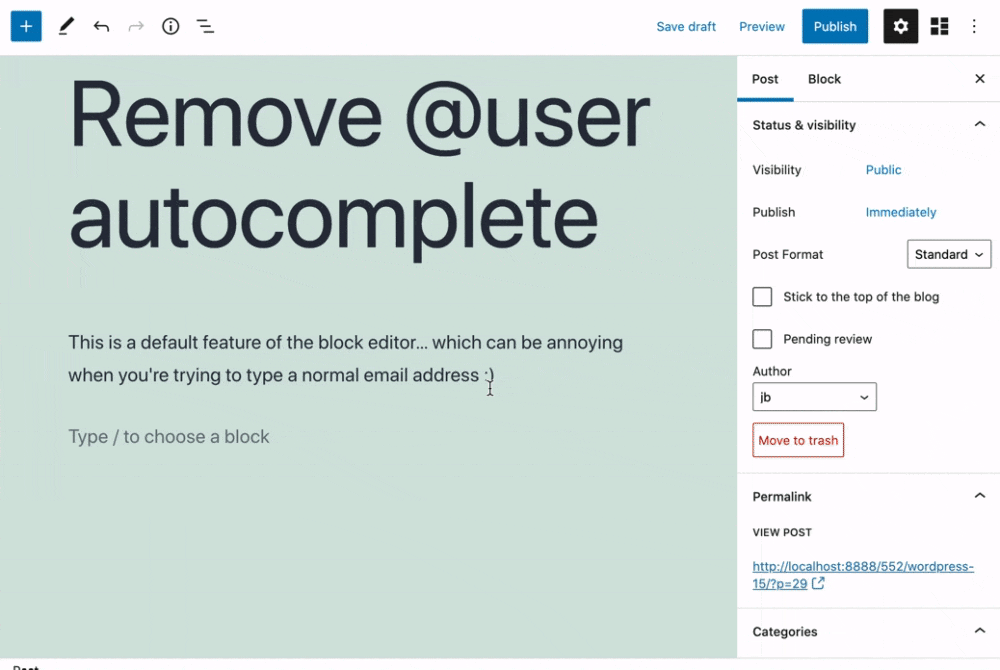 Save draft
Preview
Publish
Remove @user
autocomplete
This is a default feature of the block editor... which can be annoying
when you're trying to type a normal email address :)
Type / to choose a block
Post
Block
Status & visibility
Visibility
Public
Publish
Immediately
Post Format
Standard
Stick to the top of the blog
Pending review
Author
jb
Move to trash
Permalink
VIEW POST
http://localhost:8888/552/wordpress-
15/?p=29
Categories
Post